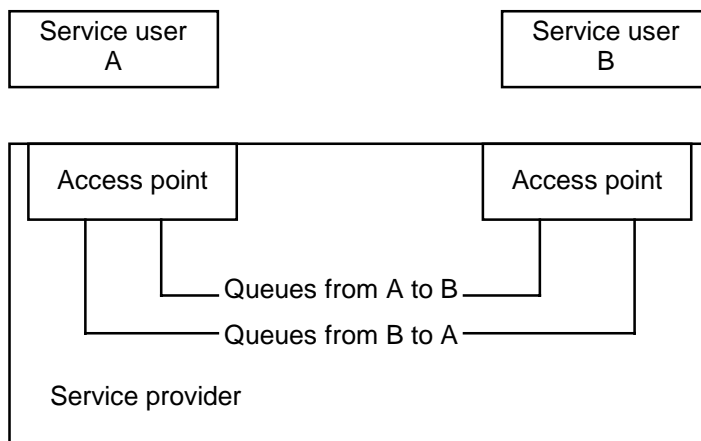 Service user
A
Service user
B
Access point
Access point
Queues from A to B
Queues from B to A
Service provider